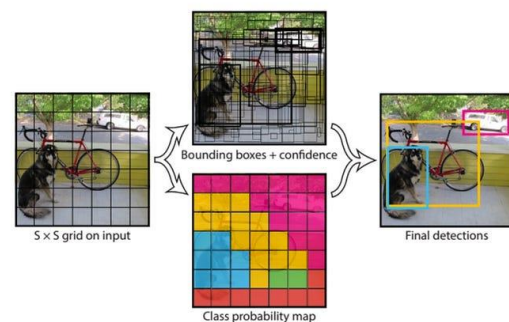 Bounding boxes + confidence
S × S grid on input
Final detections
Class probability map